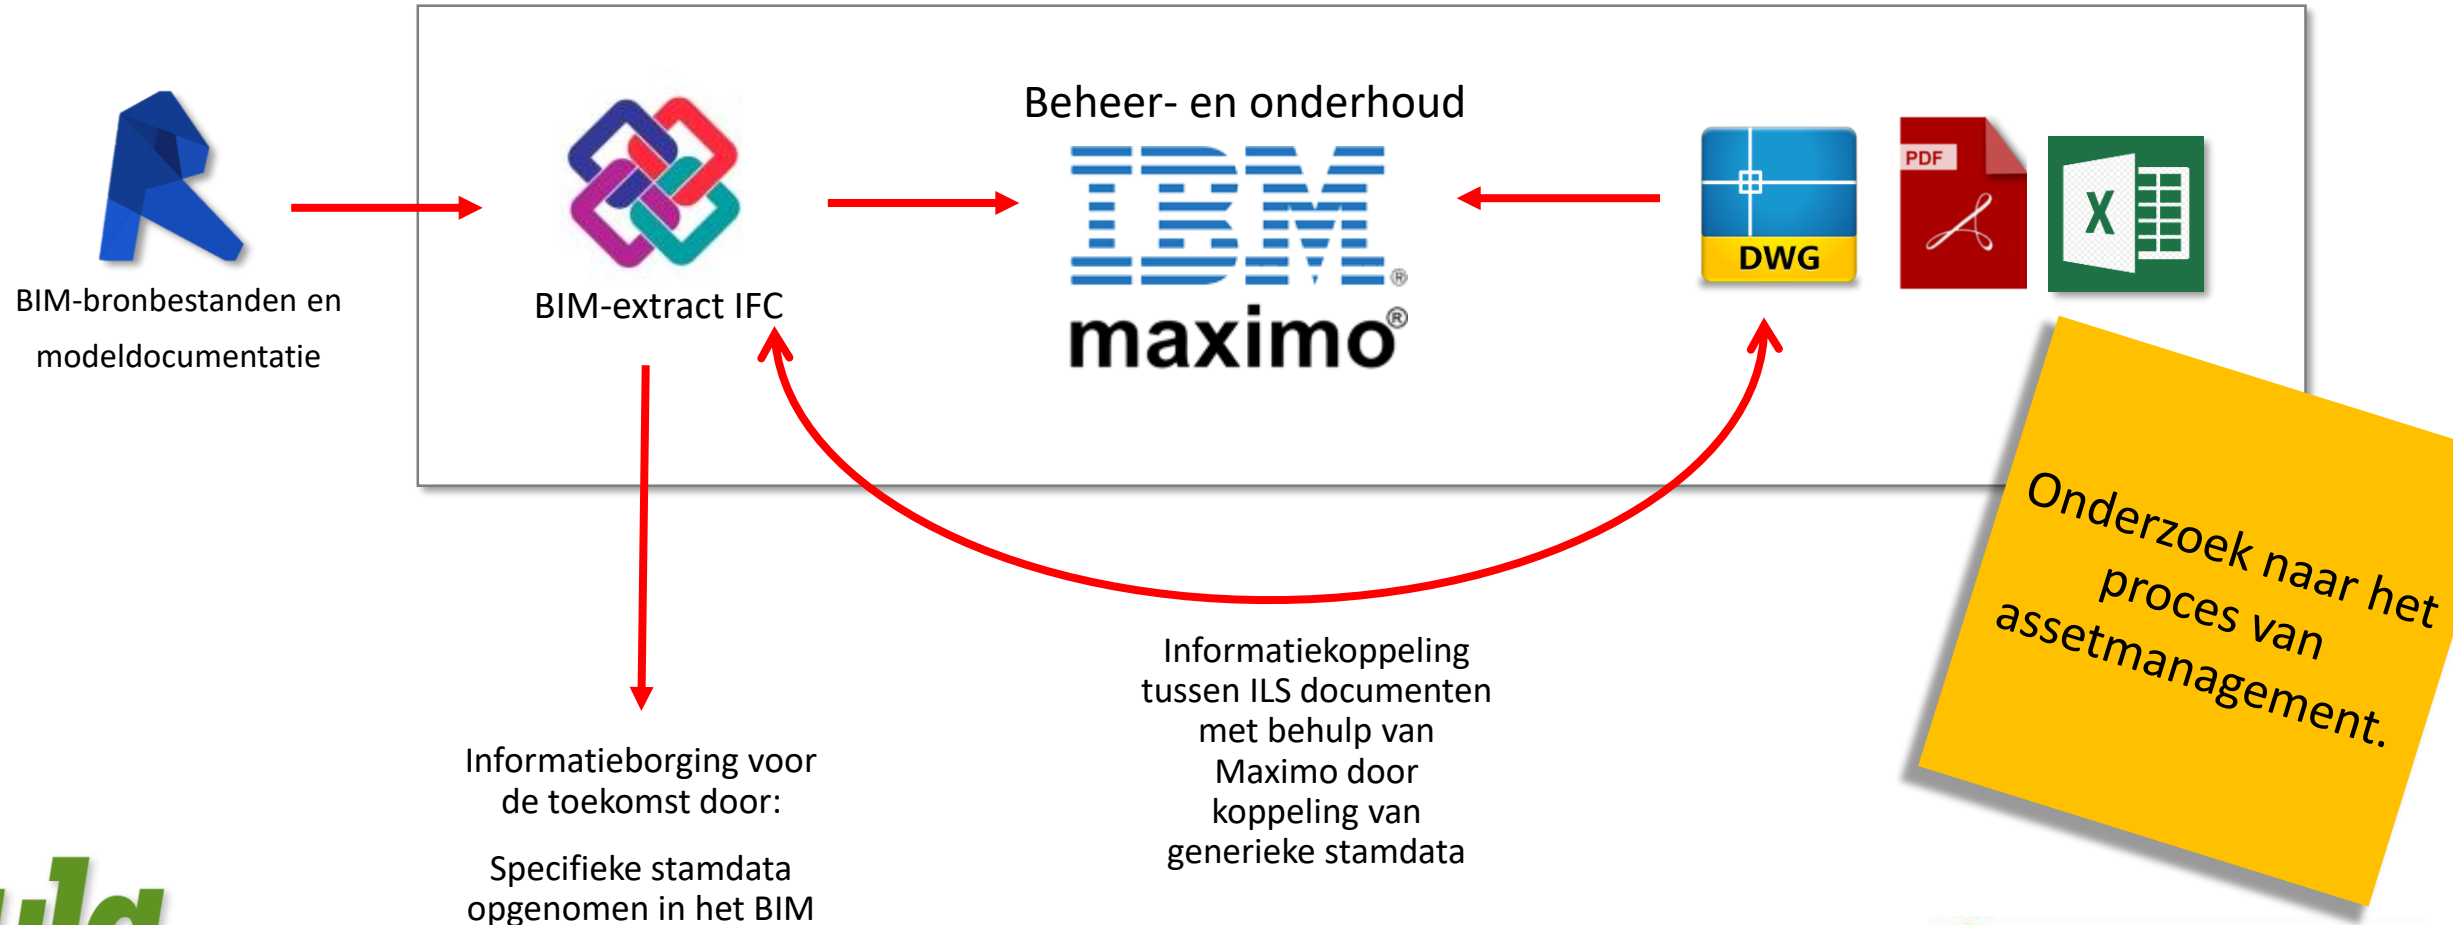 BIM-bronbestanden en
modeldocumentatie
BIM-extract IFC
Beheer- en onderhoud
IBM®
maximo®
DWG
PDF
X
Informatieborging voor
de toekomst door:
Specifieke stamdata
opgenomen in het BIM
Informatiekoppeling
tussen ILS documenten
met behulp van
Maximo door
koppeling van
generieke stamdata
Onderzoek naar het
proces van
assetmanagement.